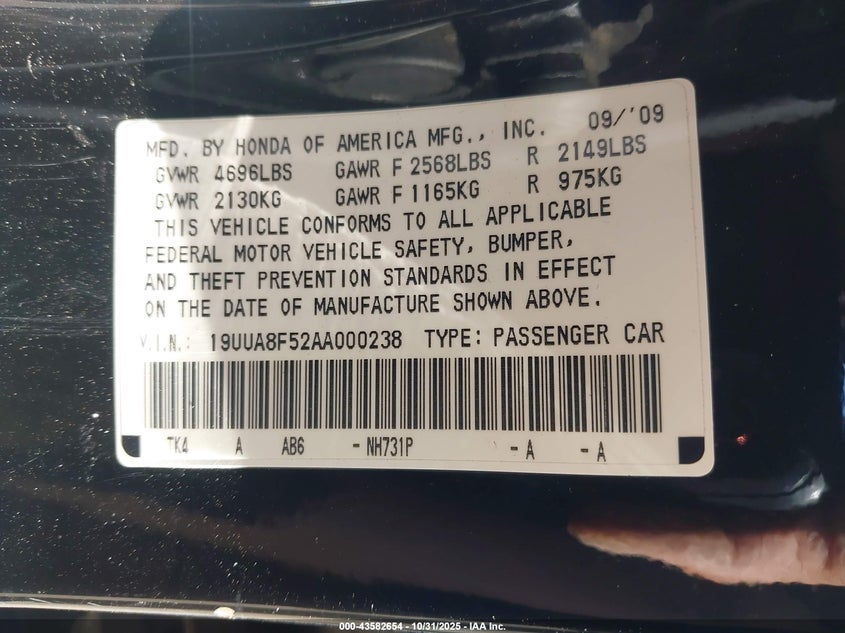 MFD. BY HONDA OF AMERICA MFG., INC. 09/'09
GVWR 4696LBS GAWR F 2568LBS R 2149LBS
GVWR 2130KG GAWR F 1165KG R 975KG
THIS VEHICLE CONFORMS TO ALL APPLICABLE
FEDERAL MOTOR VEHICLE SAFETY, BUMPER,
AND THEFT PREVENTION STANDARDS IN EFFECT
ON THE DATE OF MANUFACTURE SHOWN ABOVE.
V.I.N.: 19UUA8F52AA000238 TYPE: PASSENGER CAR
TK4 A AB6 - NH731P - A - A
000-43582654 - 10/31/2025 - IAA Inc.